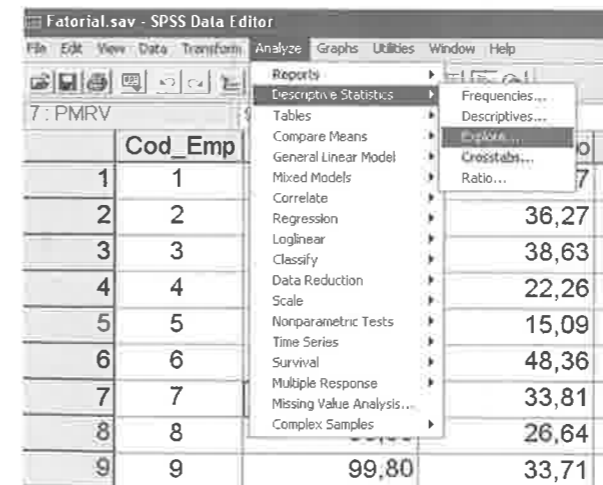 Fatorial.sav - SPSS Data Editor
File Edit View Data Transform Analyze Graphs Utilities Window Help
7 : PMRV
Reports
Descriptive Statistics
Tables
Compare Means
General Linear Model
Mixed Models
Correlate
Regression
Loglinear
Classify
Data Reduction
Scale
Nonparametric Tests
Time Series
Survival
Multiple Response
Missing Value Analysis...
Complex Samples
Frequencies...
Descriptives...
Explore...
Crosstabs...
Ratio...
Cod_Emp
1 1 7
2 2 36,27
3 3 38,63
4 4 22,26
5 5 15,09
6 6 48,36
7 7 33,81
8 8 26,64
9 9 99,80 33,71